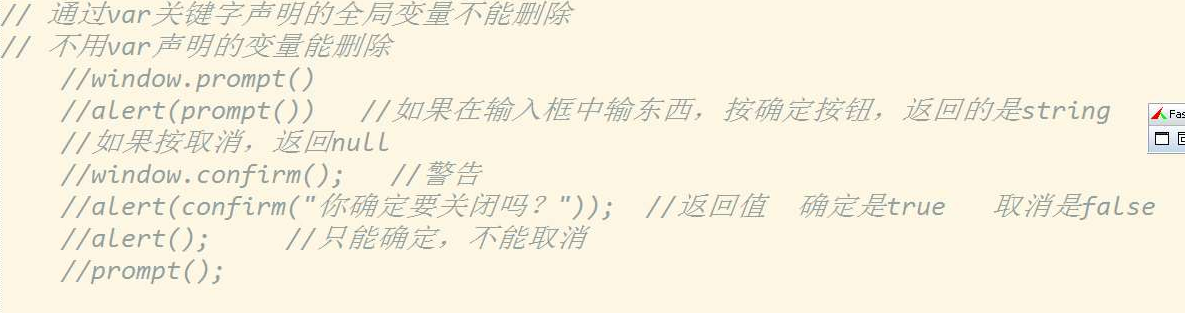 // 通过var关键字声明的全局变量不能删除
// 不用var声明的变量能删除
//window.prompt()
//alert(prompt()) //如果在输入框中输东西，按确定按钮，返回的是string
//如果按取消，返回null
//window.confirm(); //警告
//alert(confirm("你确定要关闭吗？")); //返回值 确定是true 取消是false
//alert(); //只能确定，不能取消
//prompt();
Fas